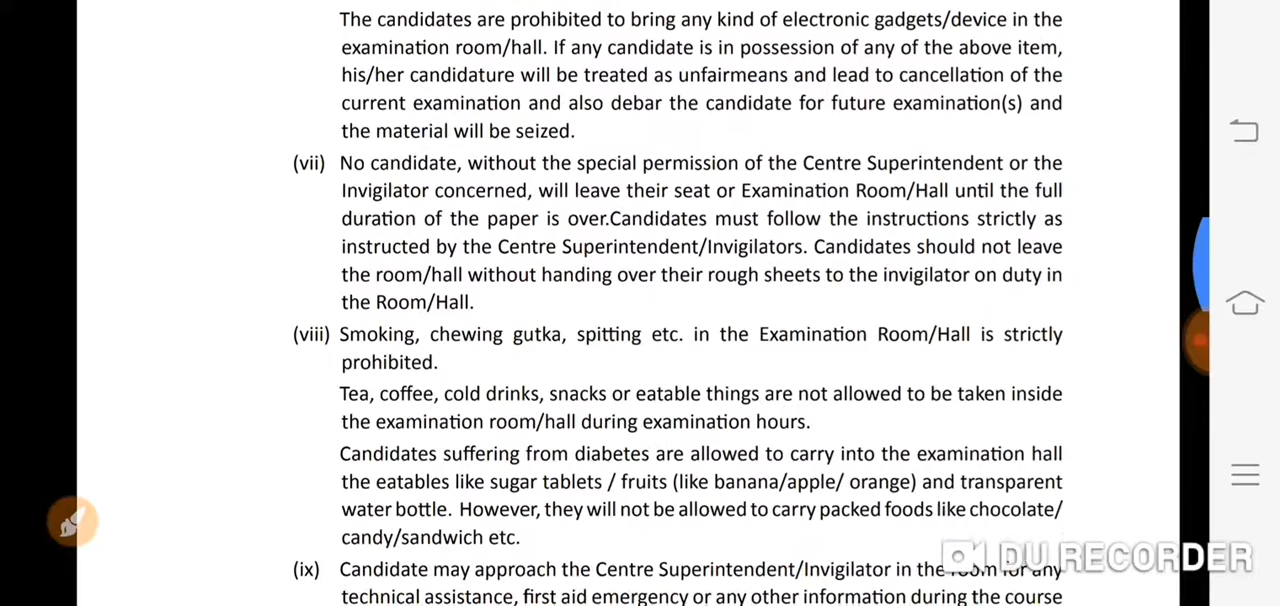 The candidates are prohibited to bring any kind of electronic gadgets/device in the
examination room/hall. If any candidate is in possession of any of the above item,
his/her candidature will be treated as unfairmeans and lead to cancellation of the
current examination and also debar the candidate for future examination(s) and
the material will be seized.
(vii) No candidate, without the special permission of the Centre Superintendent or the
Invigilator concerned, will leave their seat or Examination Room/Hall until the full
duration of the paper is over.Candidates must follow the instructions strictly as
instructed by the Centre Superintendent/Invigilators. Candidates should not leave
the room/hall without handing over their rough sheets to the invigilator on duty in
the Room/Hall.
(viii) Smoking, chewing gutka, spitting etc. in the Examination Room/Hall is strictly
prohibited.
Tea, coffee, cold drinks, snacks or eatable things are not allowed to be taken inside
the examination room/hall during examination hours.
Candidates suffering from diabetes are allowed to carry into the examination hall
the eatables like sugar tablets / fruits (like banana/apple/ orange) and transparent
water bottle. However, they will not be allowed to carry packed foods like chocolate/
candy/sandwich etc.
DU RECORDER
(ix) Candidate may approach the Centre Superintendent/Invigilator in the room for any
technical assistance, first aid emergency or any other information during the course